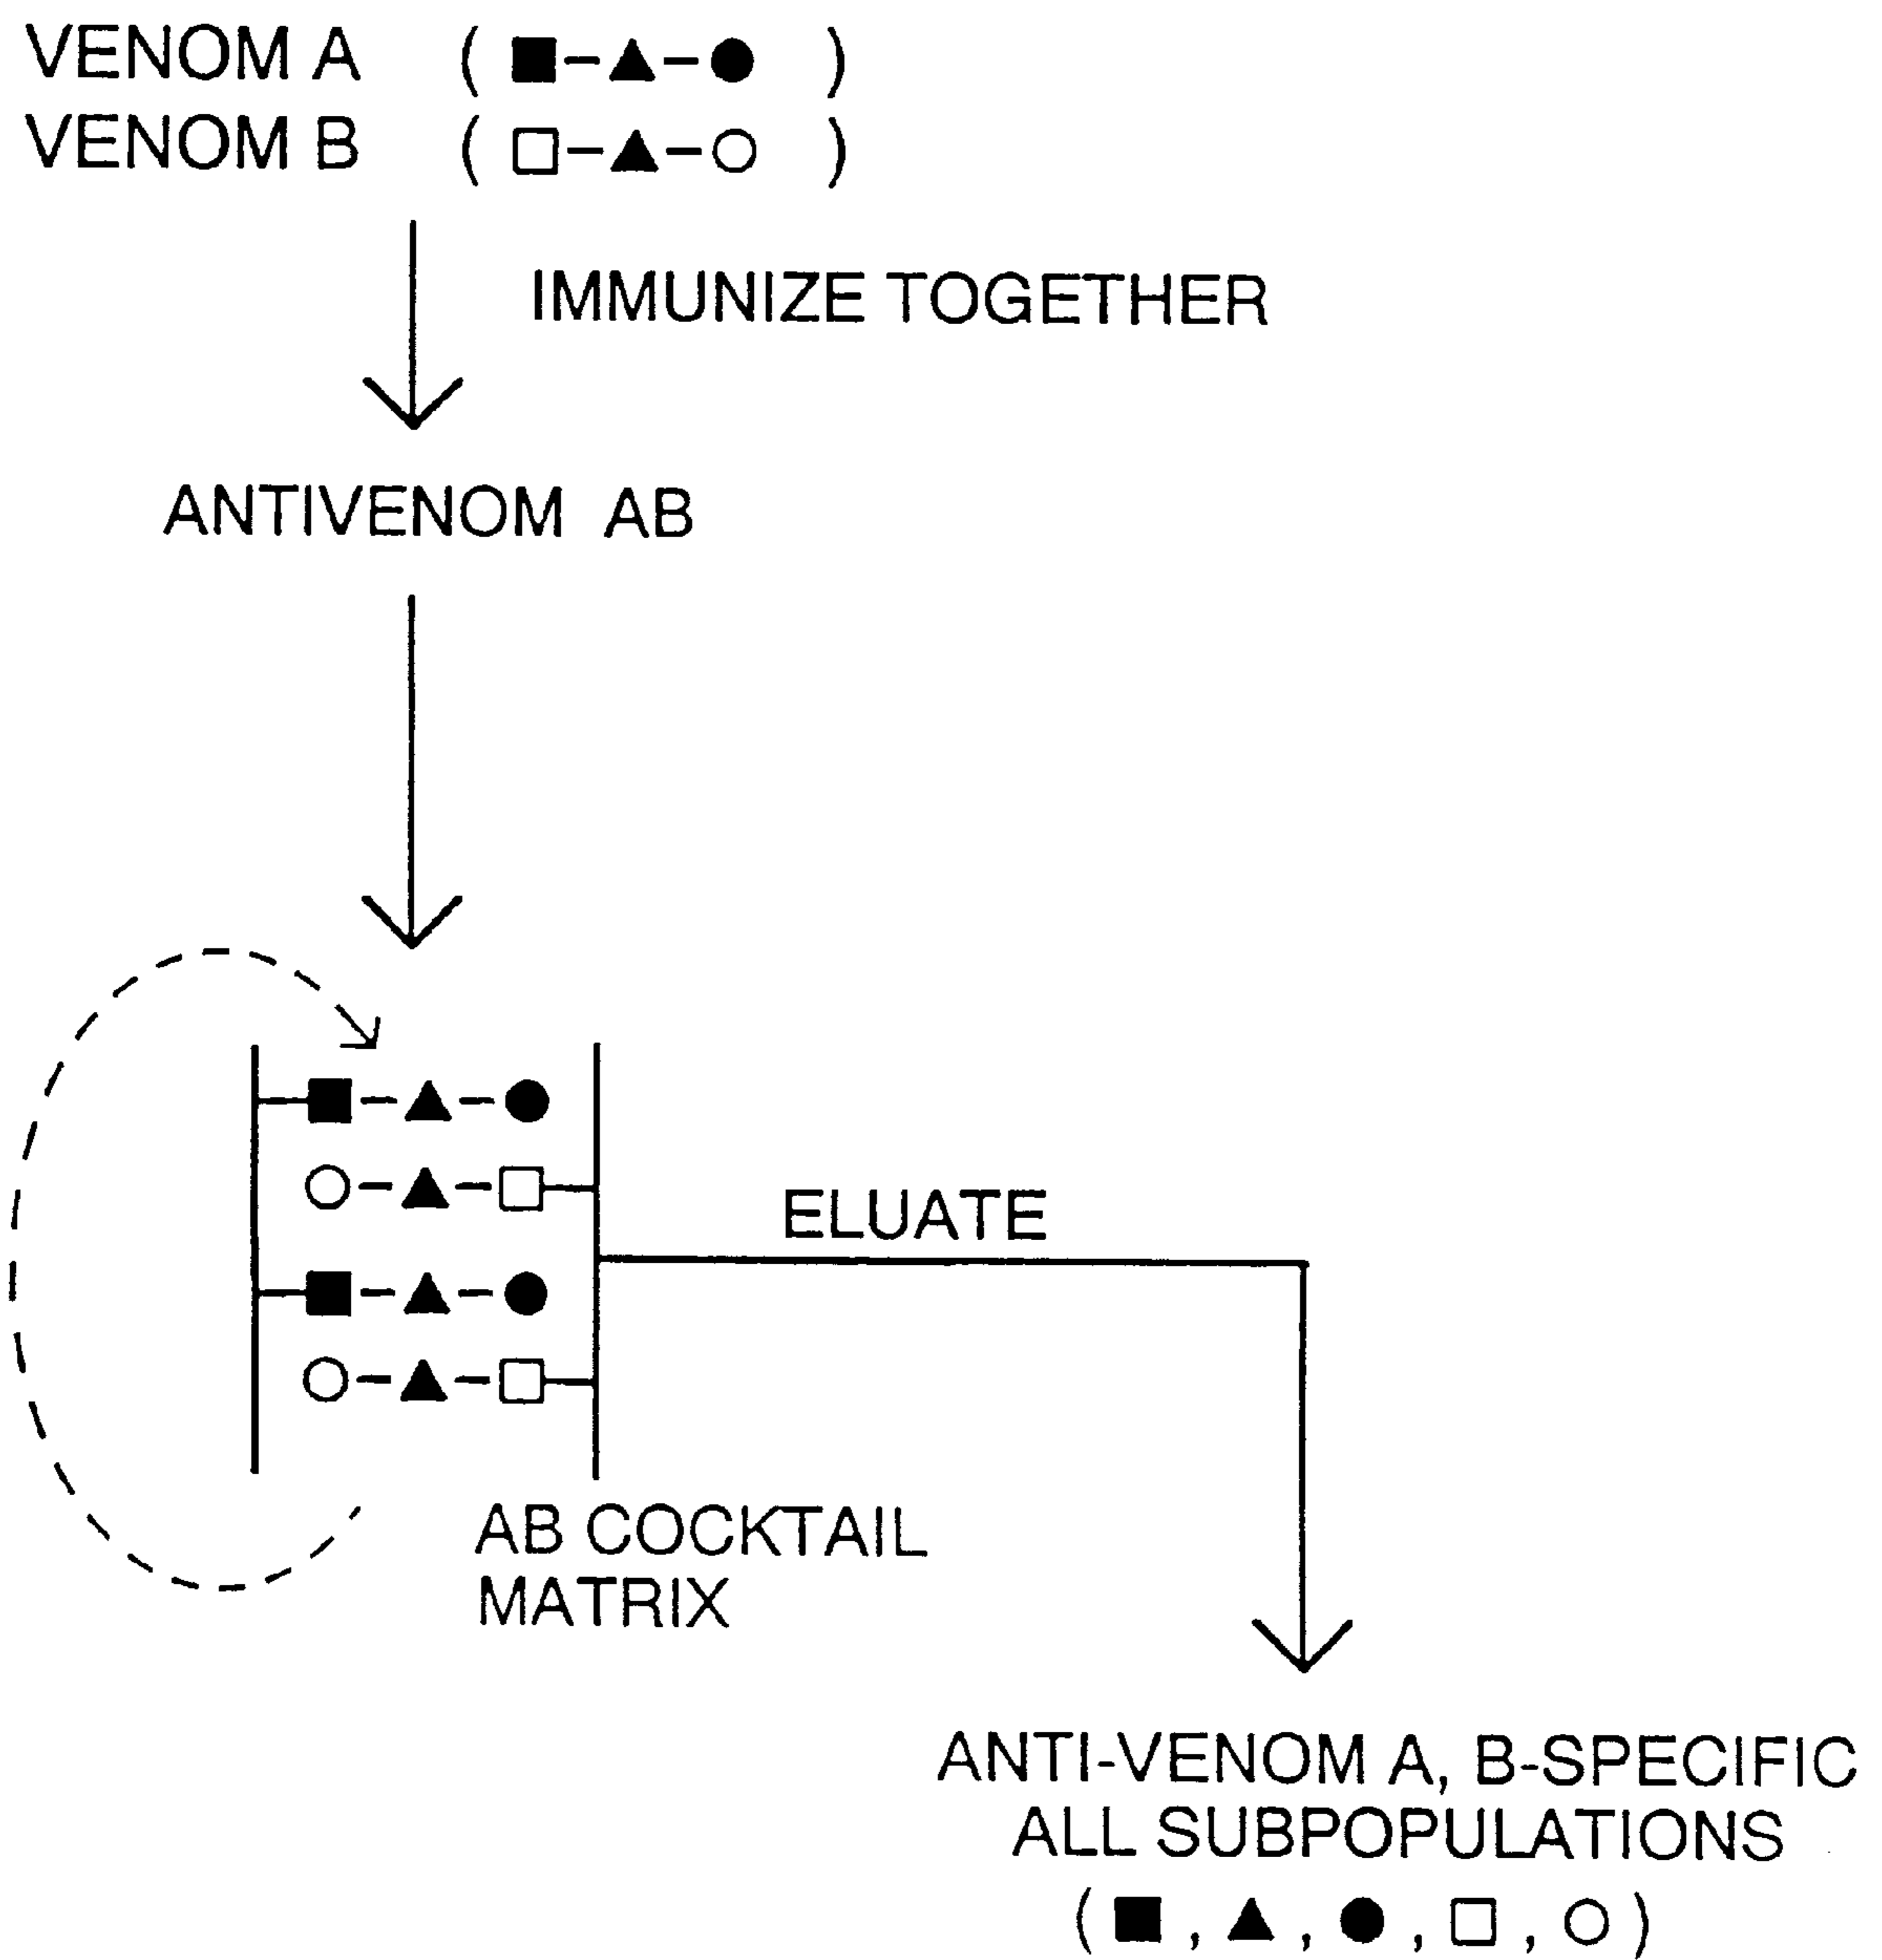 VENOM A ( ■-▲-● )
VENOM B ( □-▲-○ )
IMMUNIZE TOGETHER
ANTIVENOM AB
■-▲-●
○-▲-□
ELUATE
■-▲-●
○-▲-□
AB COCKTAIL
MATRIX
ANTI-VENOM A, B-SPECIFIC
ALL SUBPOPULATIONS
( ■ , ▲ , ● , □ , ○ )